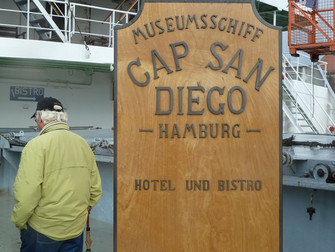 MUSEUMSSCHIFF
CAP SAN
DIEGO
— HAMBURG —
HOTEL UND BISTRO
BISTRO